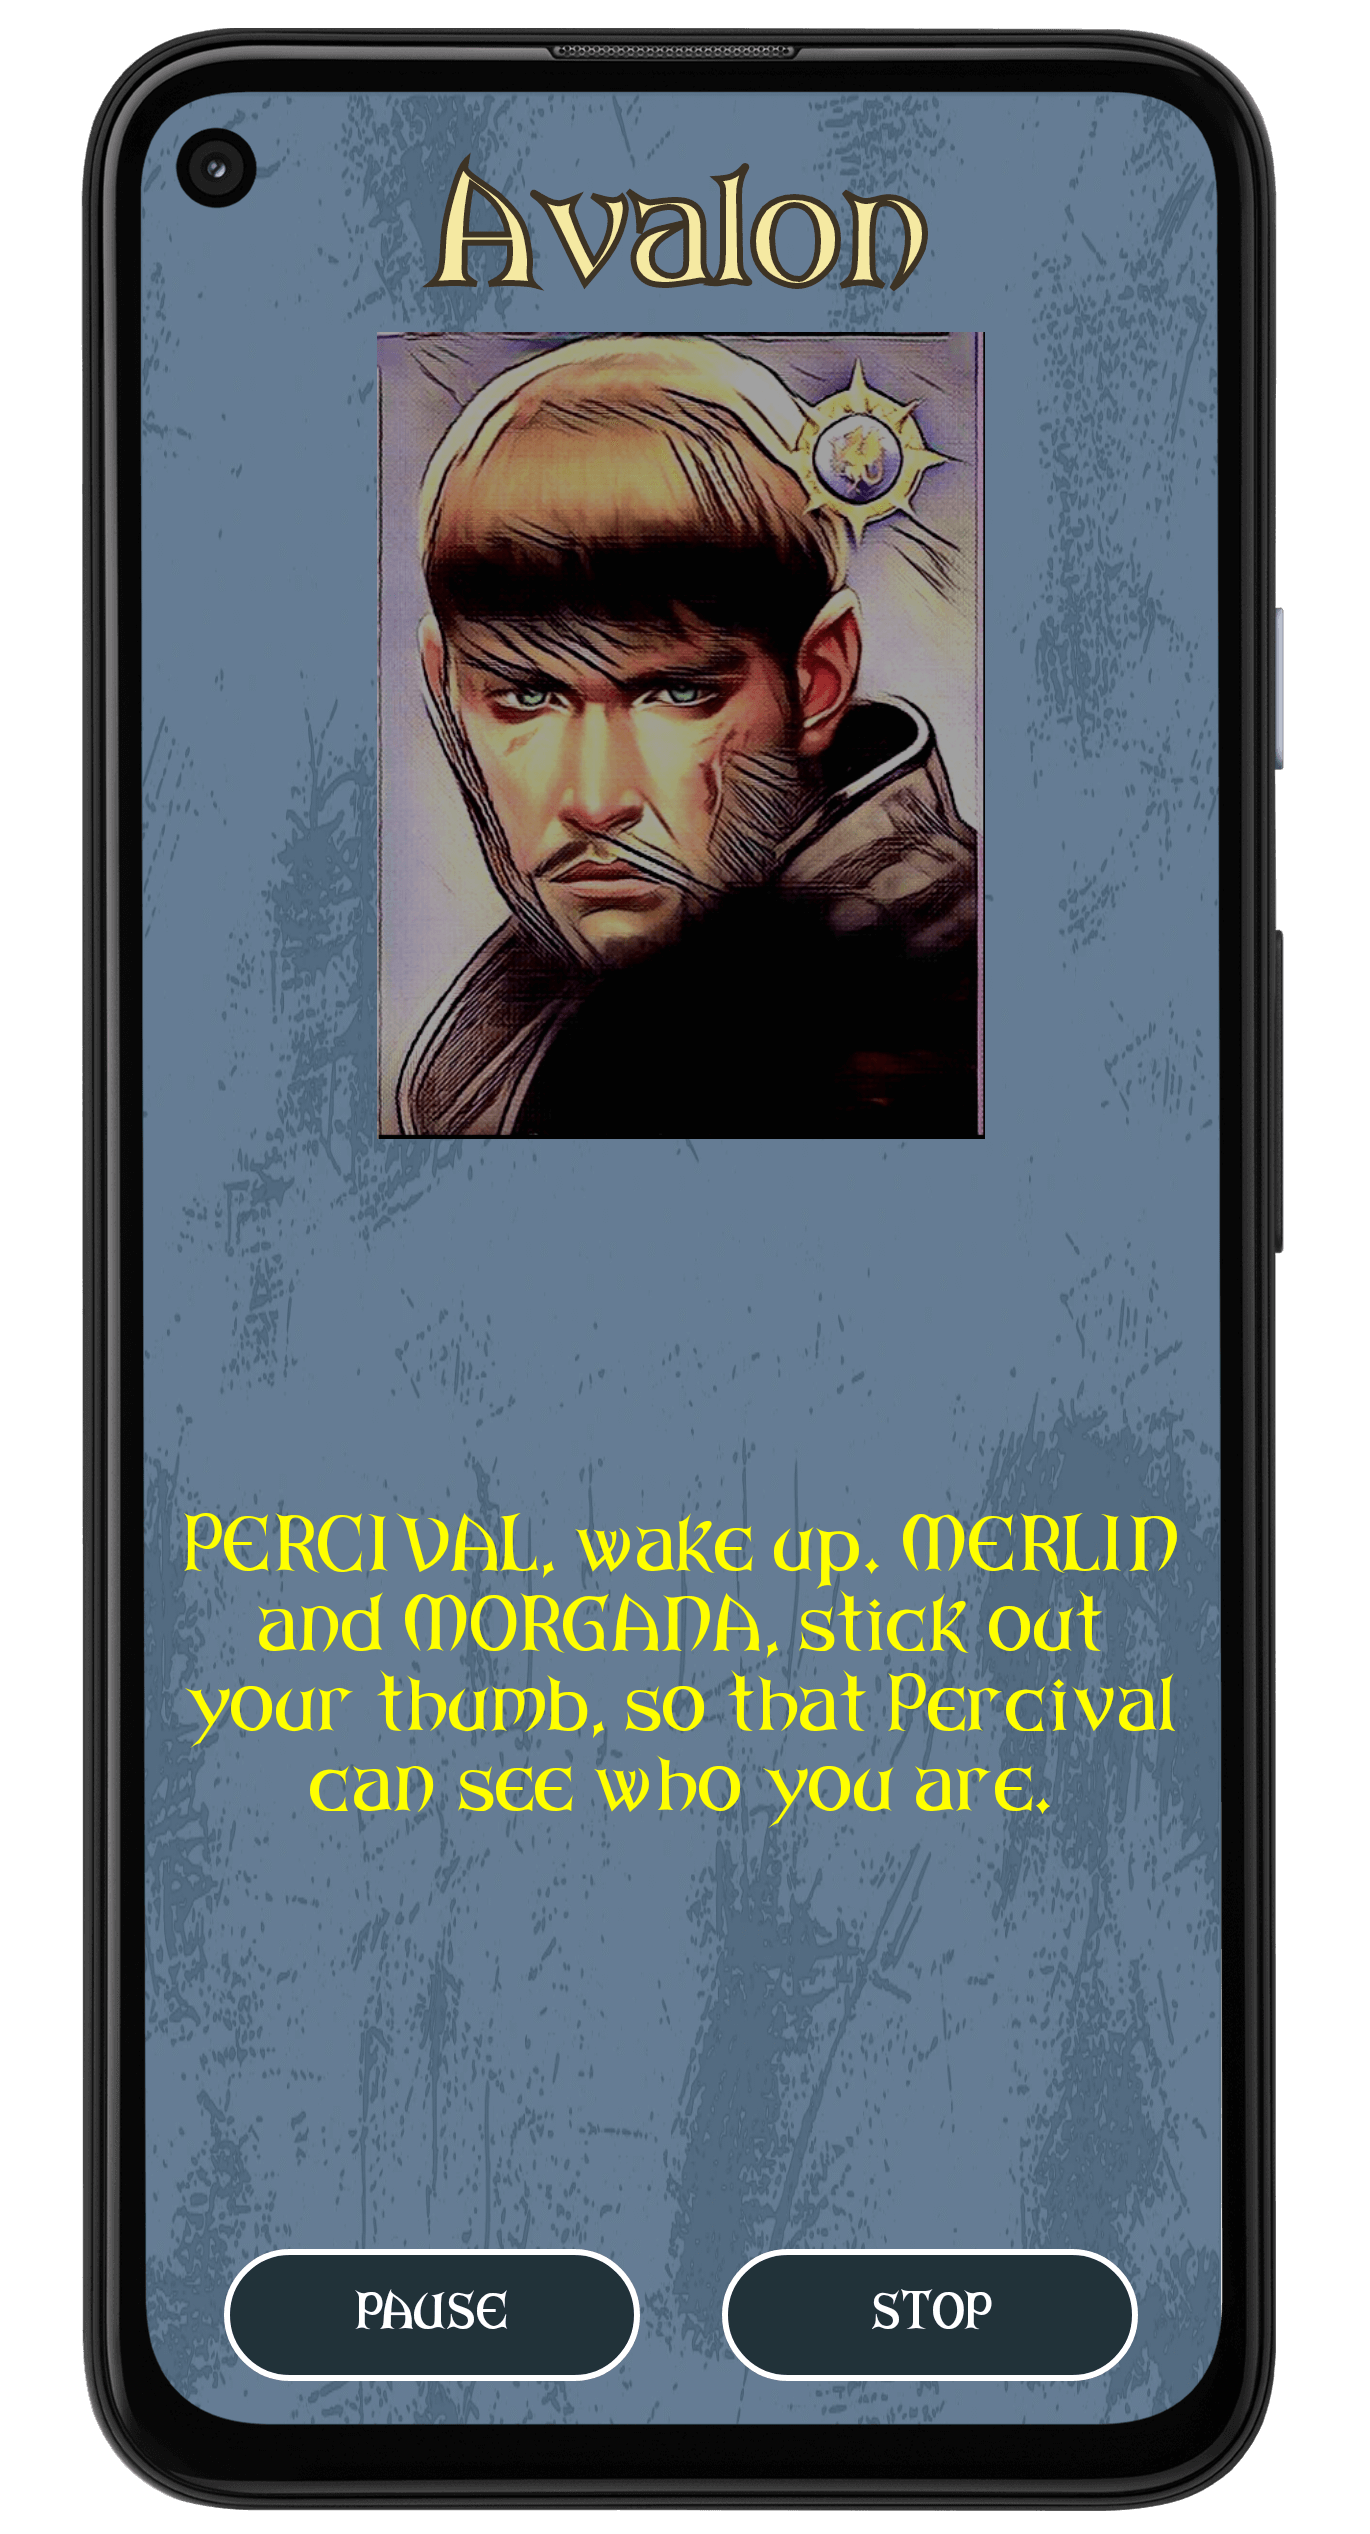 Avalon
PERCIVAL, wake up. MERLIN
and MORGANA, stick out
your thumb, so that Percival
can see who you are.
PAUSE
STOP